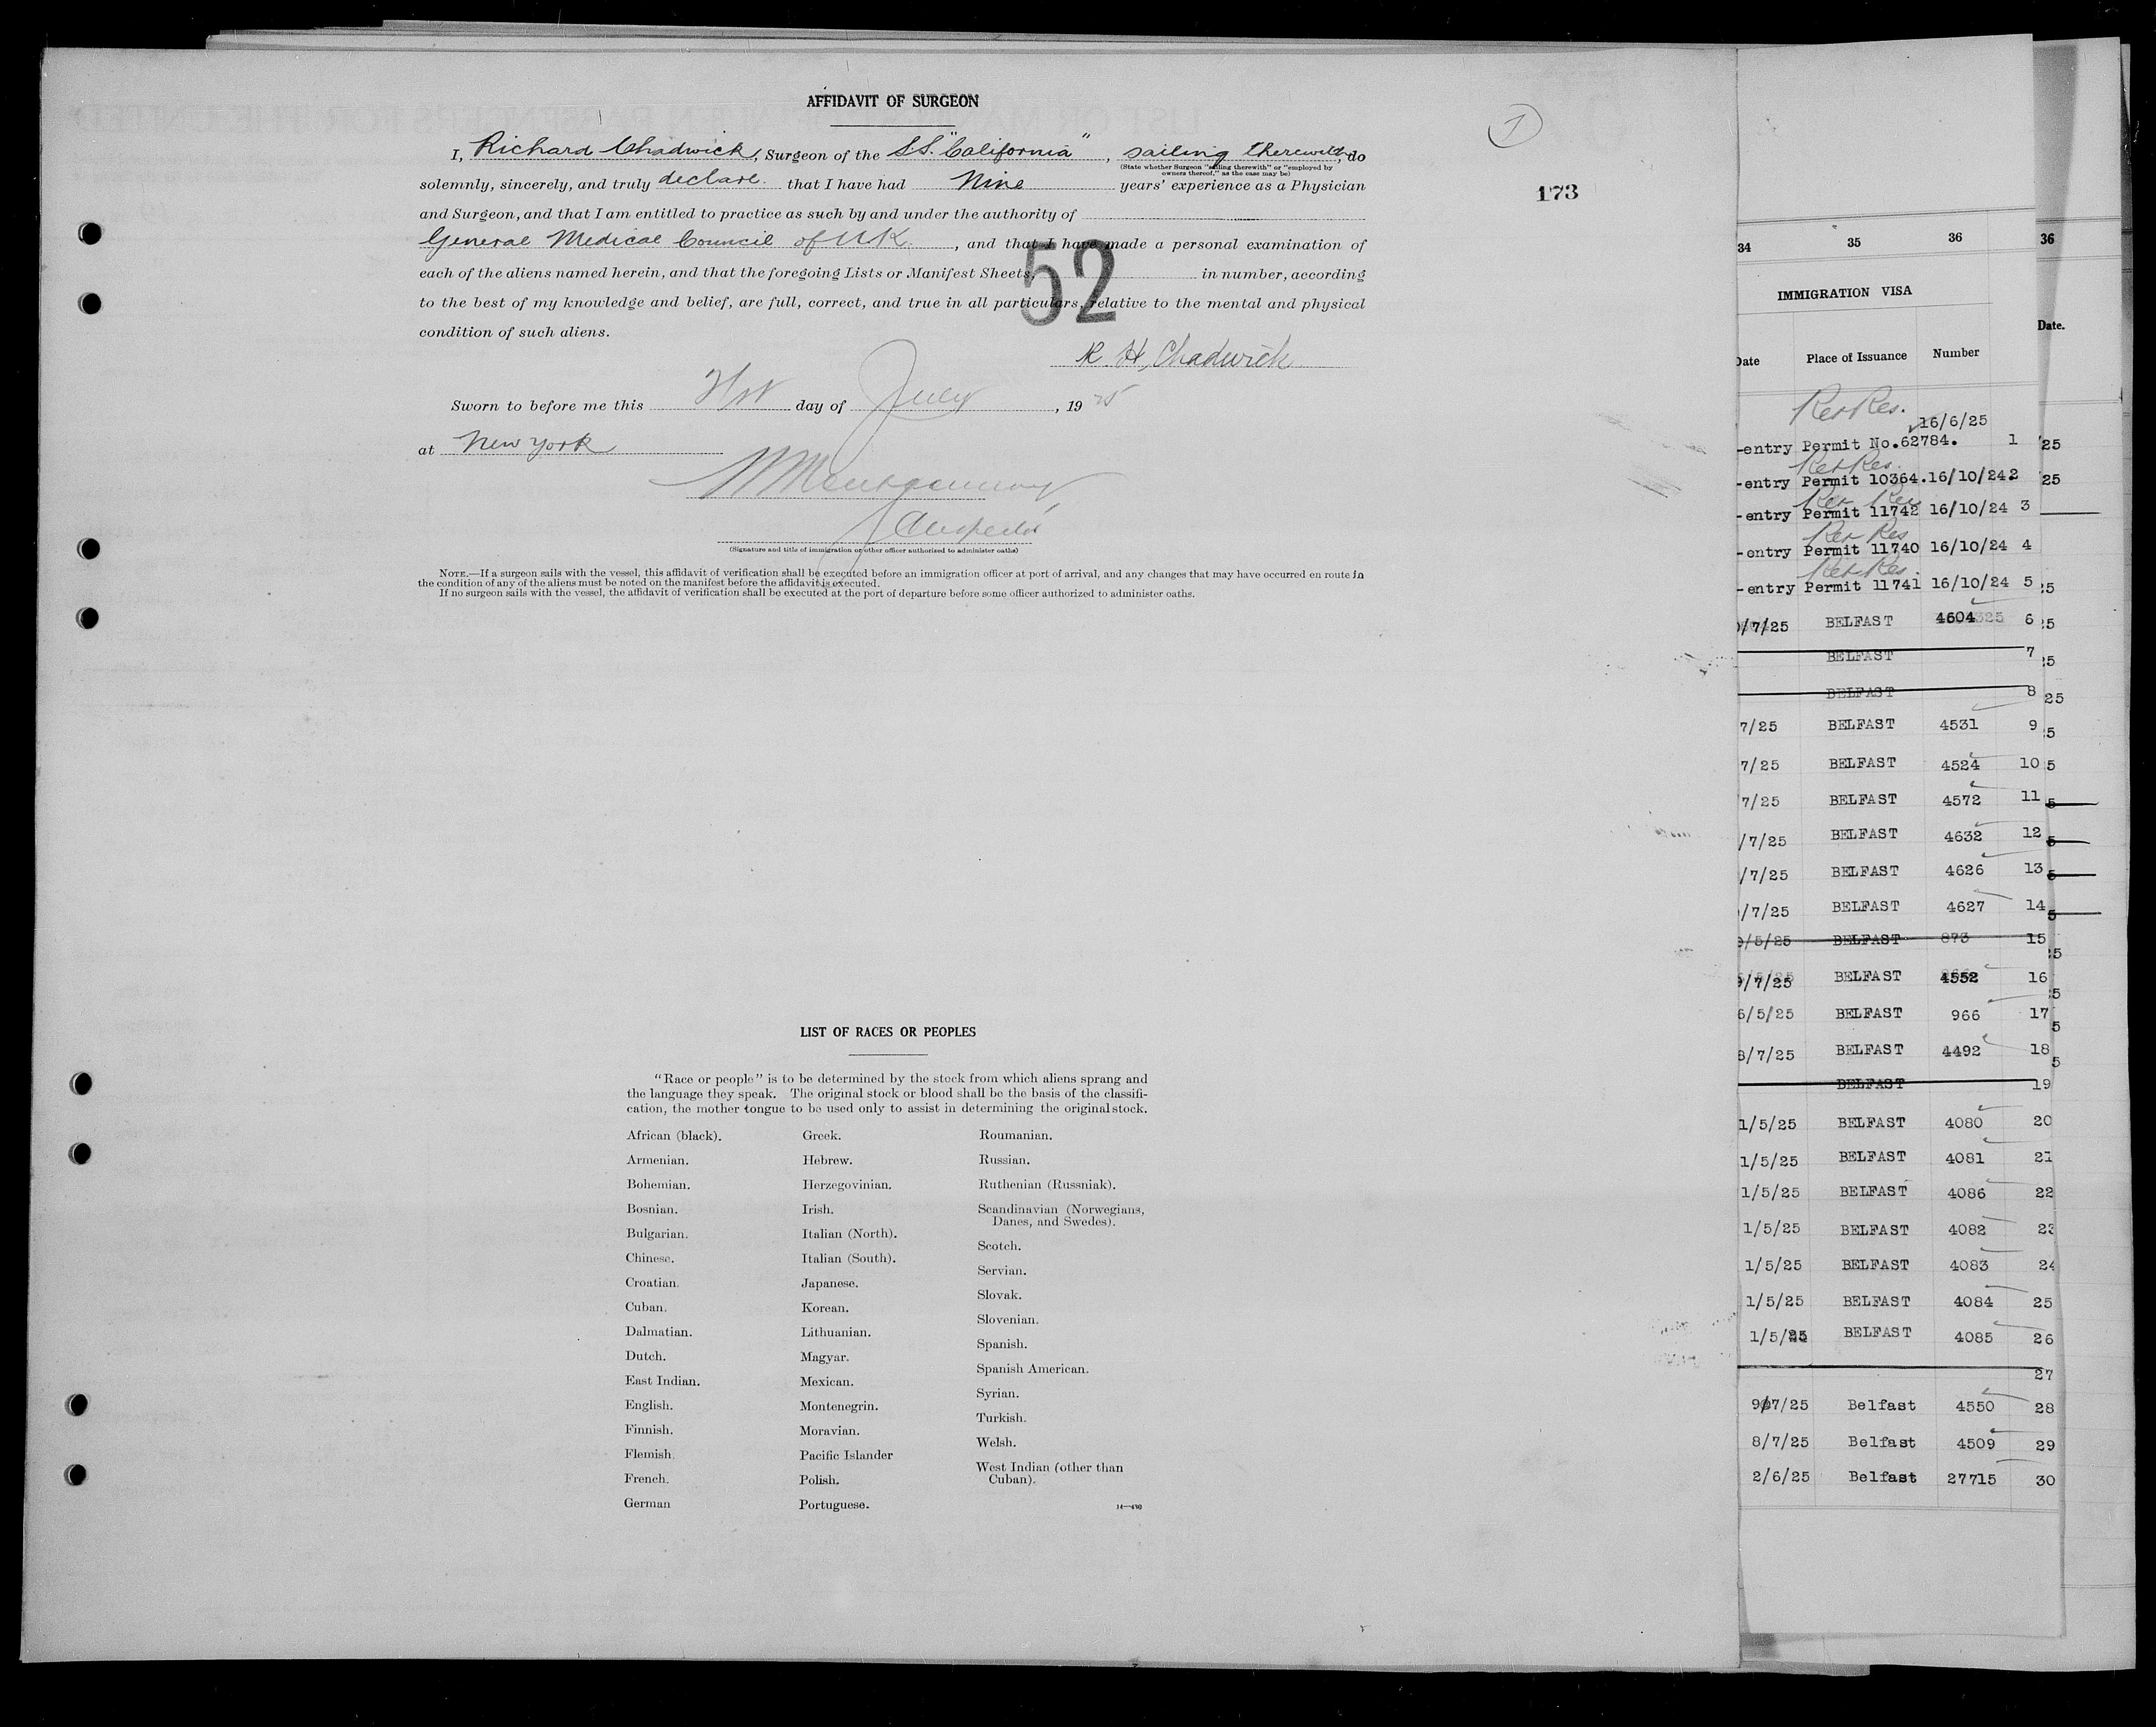 AFFIDAVIT OF SURGEON
I, Richard Chadwick, Surgeon of the S.S. "California", sailing therewith, do
(State whether Surgeon "sailing therewith" or "employed by
owners thereof," as the case may be)
solemnly, sincerely, and truly declare that I have had Nine years' experience as a Physician
and Surgeon, and that I am entitled to practice as such by and under the authority of
General Medical Council of U.K., and that I have made a personal examination of
each of the aliens named herein, and that the foregoing Lists or Manifest Sheets, 52 in number, according
to the best of my knowledge and belief, are full, correct, and true in all particulars, relative to the mental and physical
condition of such aliens.
R. H. Chadwick
Sworn to before me this 21st day of July, 1925
at New York
Montgomery
(Signature and title of immigration or other officer authorized to administer oaths)
NOTE.—If a surgeon sails with the vessel, this affidavit of verification shall be executed before an immigration officer at port of arrival, and any changes that may have occurred en route in
the condition of any of the aliens must be noted on the manifest before the affidavit is executed.
If no surgeon sails with the vessel, the affidavit of verification shall be executed at the port of departure before some officer authorized to administer oaths.
1
173
LIST OF RACES OR PEOPLES
"Race or people" is to be determined by the stock from which aliens sprang and
the language they speak. The original stock or blood shall be the basis of the classifi-
cation, the mother tongue to be used only to assist in determining the original stock.
African (black).
Armenian.
Bohemian.
Bosnian.
Bulgarian.
Chinese.
Croatian.
Cuban.
Dalmatian.
Dutch.
East Indian.
English.
Finnish.
Flemish.
French.
German
Greek.
Hebrew.
Herzegovinian.
Irish.
Italian (North).
Italian (South).
Japanese.
Korean.
Lithuanian.
Magyar.
Mexican.
Montenegrin.
Moravian.
Pacific Islander
Polish.
Portuguese.
Roumanian.
Russian.
Ruthenian (Russniak).
Scandinavian (Norwegians,
Danes, and Swedes).
Scotch.
Servian.
Slovak.
Slovenian.
Spanish.
Spanish American.
Syrian.
Turkish.
Welsh.
West Indian (other than
Cuban).
34 35 36
IMMIGRATION VISA
Date Place of Issuance Number
Ret Res. 16/6/25
-entry Permit No.62784. 1
Ret Res.
-entry Permit 10364.16/10/24 2
Ret Res
-entry Permit 11742 16/10/24 3
Ret Res
-entry Permit 11740 16/10/24 4
Ret Res.
-entry Permit 11741 16/10/24 5
/7/25 BELFAST 4604 6
BELFAST 7
BELFAST 8
7/25 BELFAST 4531 9
7/25 BELFAST 4524 10
7/25 BELFAST 4572 11
/7/25 BELFAST 4632 12
/7/25 BELFAST 4626 13
/7/25 BELFAST 4627 14
/5/25 BELFAST 873 15
/7/25 BELFAST 4552 16
6/5/25 BELFAST 966 17
8/7/25 BELFAST 4492 18
BELFAST 19
1/5/25 BELFAST 4080 20
1/5/25 BELFAST 4081 21
1/5/25 BELFAST 4086 22
1/5/25 BELFAST 4082 23
1/5/25 BELFAST 4083 24
1/5/25 BELFAST 4084 25
1/5/25 BELFAST 4085 26
27
9/7/25 Belfast 4550 28
8/7/25 Belfast 4509 29
2/6/25 Belfast 27715 30
36
Date.